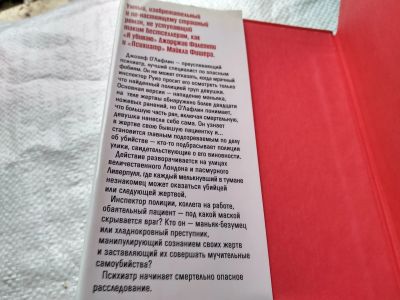 Умный, изобретательный
и по-настоящему страшный
роман, не уступающий
таким бестселлерам, как
«Я убиваю» Джорджио Фалетти
и «Психиатр» Майкла Фишера.
Джозеф О'Лафлин – преуспевающий
психиатр, лучший специалист по опасным
фобиям. Он не может отказать, когда мрачный
инспектор Руиз просит его осмотреть только
что найденный полицией труп девушки.
Основная версия – нападение маньяка,
на теле жертвы обнаружено более двадцати
ножевых ранений, но О'Лафлин понимает,
что большую часть ран, включая смертельную,
девушка нанесла себе сама. Он узнает
в жертве свою бывшую пациентку и...
становится главным подозреваемым по делу
об убийстве – кто-то подбрасывает полиции
улики, свидетельствующие о его виновности.
Действие разворачивается на улицах
величественного Лондона и пасмурного
Ливерпуля, где каждый мелькнувший в тумане
незнакомец может оказаться убийцей
или следующей жертвой.
Инспектор полиции, коллега на работе,
обаятельный пациент – под какой маской
скрывается враг? Кто он – маньяк-безумец
или хладнокровный преступник,
манипулирующий сознанием своих жертв
и заставляющий их совершать мучительные
самоубийства?
Психиатр начинает смертельно опасное
расследование.